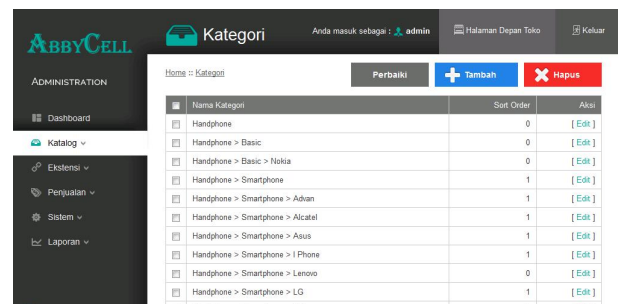 ABBYCELL
Kategori
Anda masuk sebagai : admin
Halaman Depan Toko
Keluar
ADMINISTRATION
Home :: Kategori
Perbaiki
Tambah
Hapus
Dashboard
Katalog
Ekstensi
Penjualan
Sistem
Laporan
Nama Kategori Sort Order Aksi
Handphone 0 [ Edit ]
Handphone > Basic 0 [ Edit ]
Handphone > Basic > Nokia 0 [ Edit ]
Handphone > Smartphone 1 [ Edit ]
Handphone > Smartphone > Advan 1 [ Edit ]
Handphone > Smartphone > Alcatel 1 [ Edit ]
Handphone > Smartphone > Asus 1 [ Edit ]
Handphone > Smartphone > I Phone 1 [ Edit ]
Handphone > Smartphone > Lenovo 0 [ Edit ]
Handphone > Smartphone > LG 1 [ Edit ]